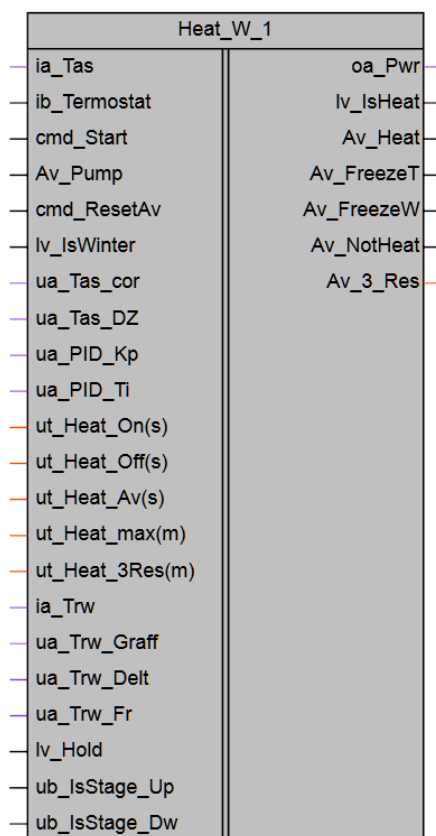 Heat_W_1
ia_Tas
ib_Termostat
cmd_Start
Av_Pump
cmd_ResetAv
lv_IsWinter
ua_Tas_cor
ua_Tas_DZ
ua_PID_Kp
ua_PID_Ti
ut_Heat_On(s)
ut_Heat_Off(s)
ut_Heat_Av(s)
ut_Heat_max(m)
ut_Heat_3Res(m)
ia_Trw
ua_Trw_Graff
ua_Trw_Delt
ua_Trw_Fr
lv_Hold
ub_IsStage_Up
ub_IsStage_Dw
oa_Pwr
lv_IsHeat
Av_Heat
Av_FreezeT
Av_FreezeW
Av_NotHeat
Av_3_Res